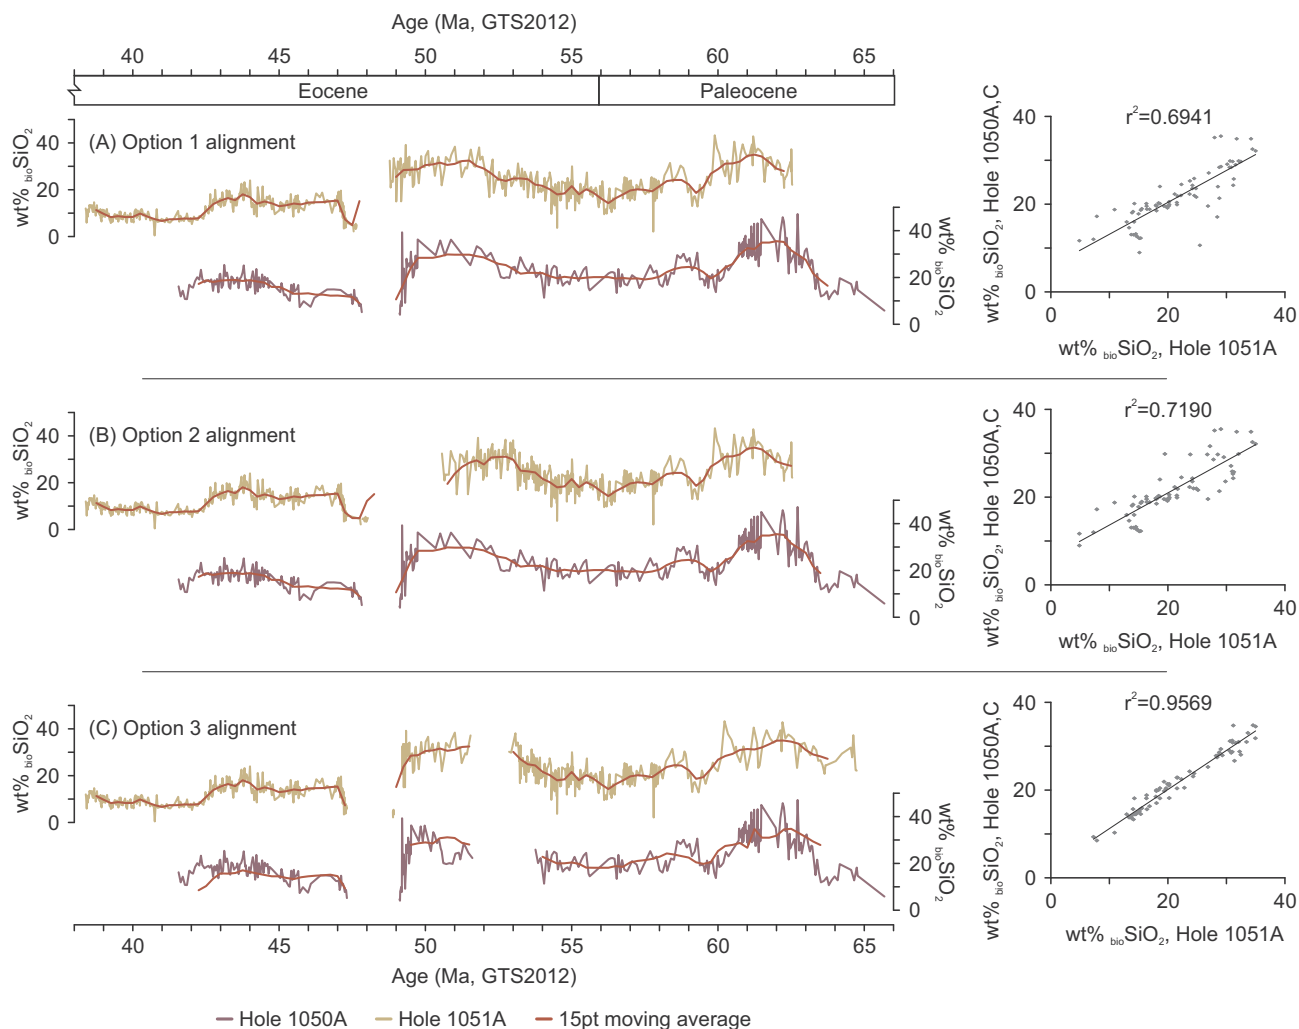 Age (Ma, GTS2012)
40 45 50 55 60 65
Eocene Paleocene
(A) Option 1 alignment
wt% bioSiO2
40
20
0
wt% bioSiO2
40
20
0
r²=0.6941
wt% bioSiO2, Hole 1050A,C
40
20
0
0 20 40
wt% bioSiO2, Hole 1051A
(B) Option 2 alignment
wt% bioSiO2
40
20
0
wt% bioSiO2
40
20
0
r²=0.7190
wt% bioSiO2, Hole 1050A,C
40
20
0
0 20 40
wt% bioSiO2, Hole 1051A
(C) Option 3 alignment
wt% bioSiO2
40
20
0
wt% bioSiO2
40
20
0
r²=0.9569
wt% bioSiO2, Hole 1050A,C
40
20
0
0 20 40
wt% bioSiO2, Hole 1051A
40 45 50 55 60 65
Age (Ma, GTS2012)
Hole 1050A Hole 1051A 15pt moving average